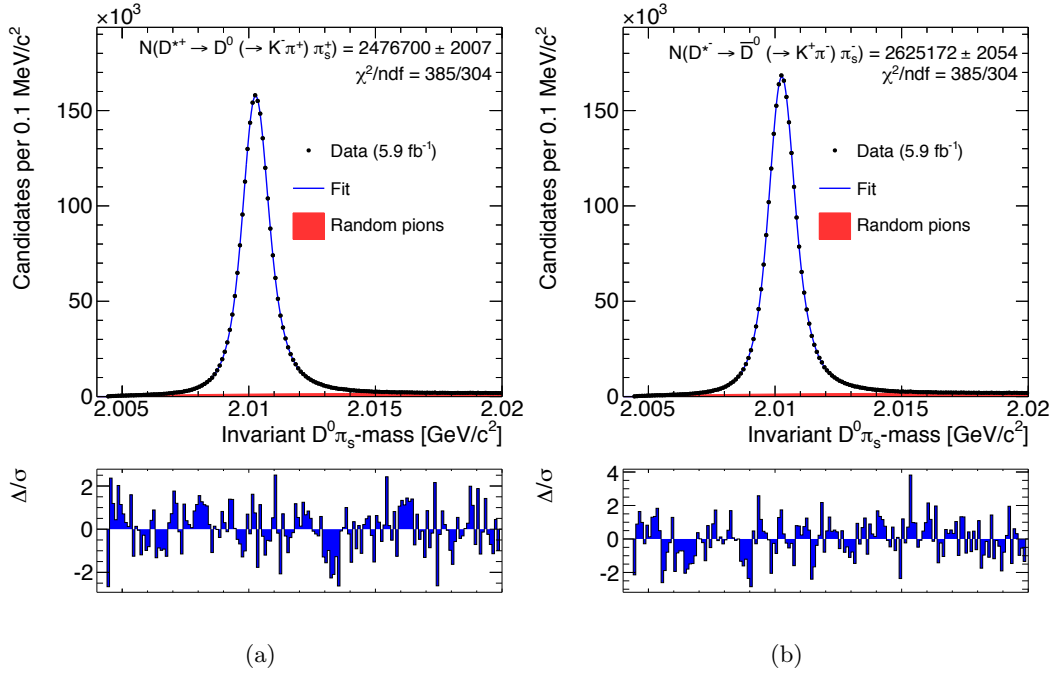 ×10³
N(D*⁺ → D⁰ (→ K⁻π⁺) πₛ⁺) = 2476700 ± 2007
χ²/ndf = 385/304
Candidates per 0.1 MeV/c²
150
100
50
0
Data (5.9 fb⁻¹)
Fit
Random pions
2.005 2.01 2.015 2.02
Invariant D⁰πₛ-mass [GeV/c²]
Δ/σ
2
0
-2
(a)
×10³
N(D*⁻ → D̅⁰ (→ K⁺π⁻) πₛ⁻) = 2625172 ± 2054
χ²/ndf = 385/304
Candidates per 0.1 MeV/c²
150
100
50
0
Data (5.9 fb⁻¹)
Fit
Random pions
2.005 2.01 2.015 2.02
Invariant D⁰πₛ-mass [GeV/c²]
Δ/σ
4
2
0
-2
(b)